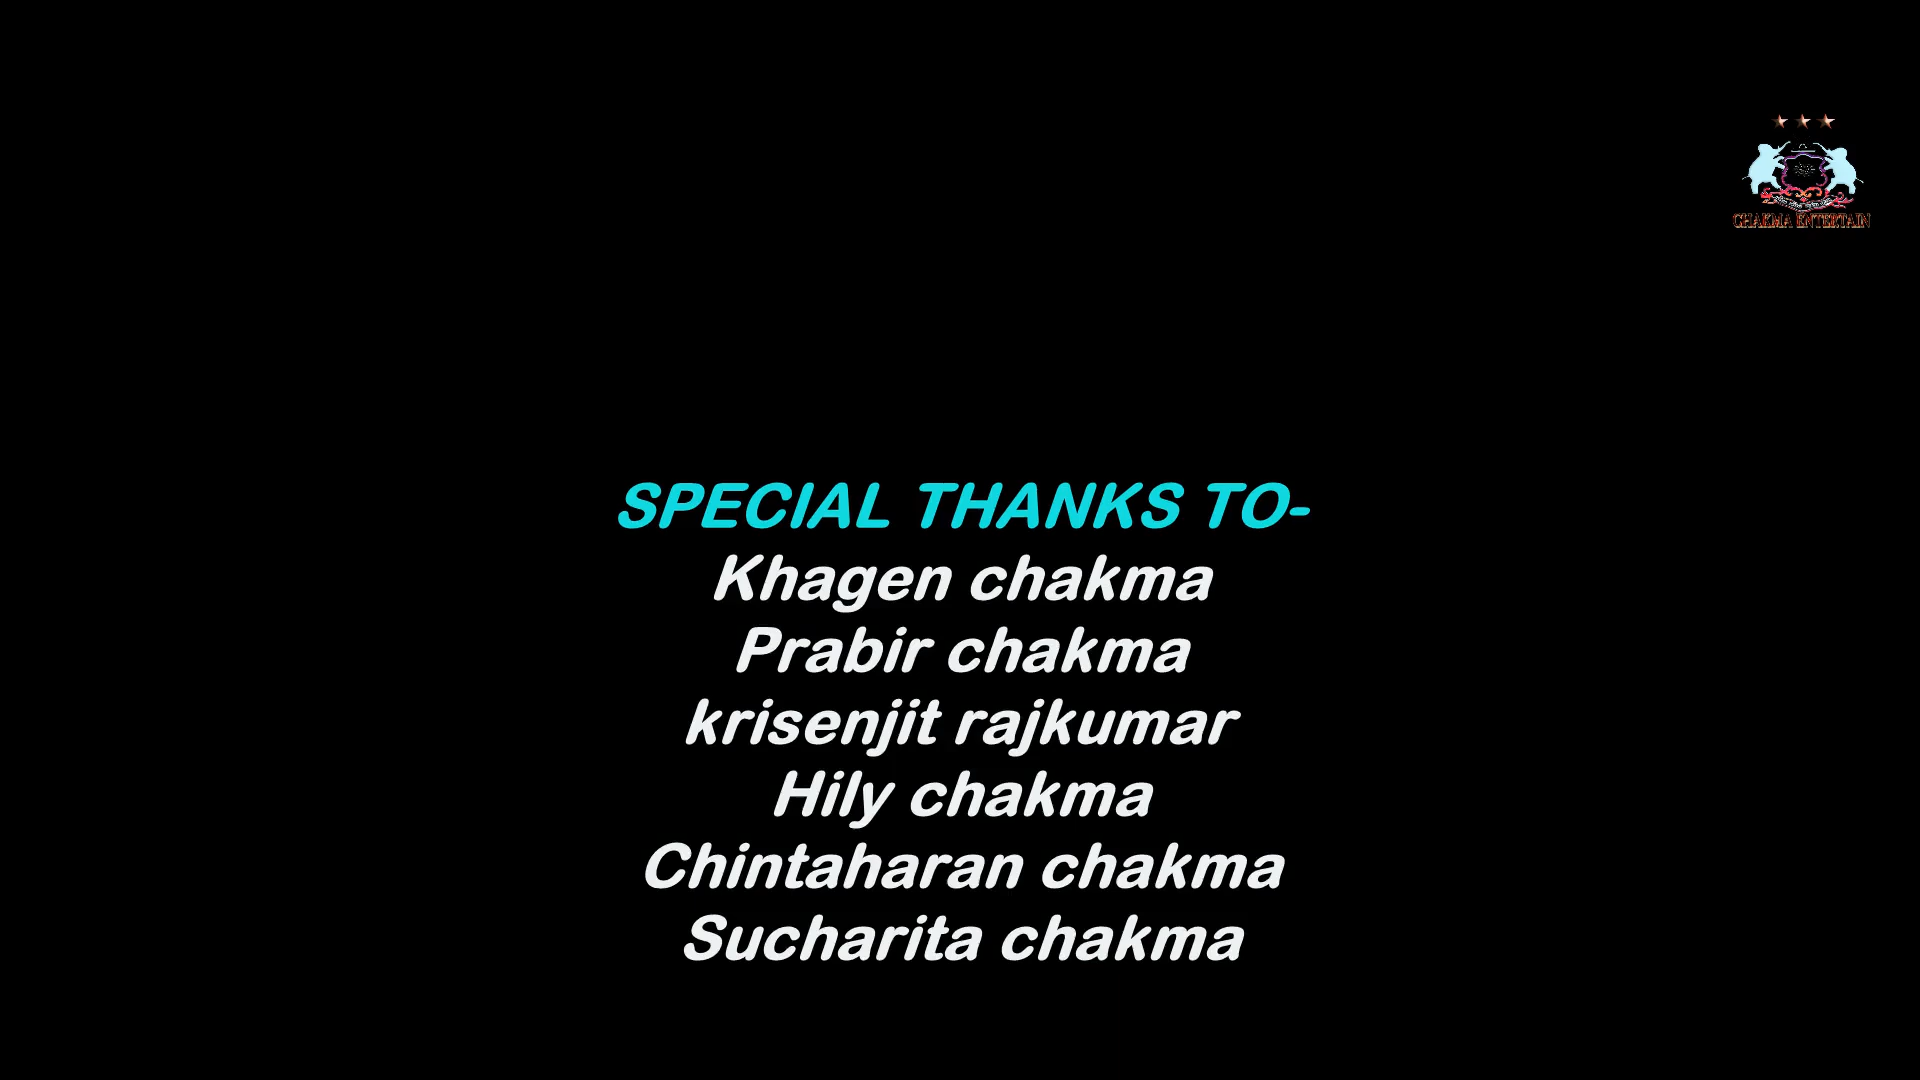 CHAKMA ENTERTAIN
SPECIAL THANKS TO-
Khagen chakma
Prabir chakma
krisenjit rajkumar
Hily chakma
Chintaharan chakma
Sucharita chakma